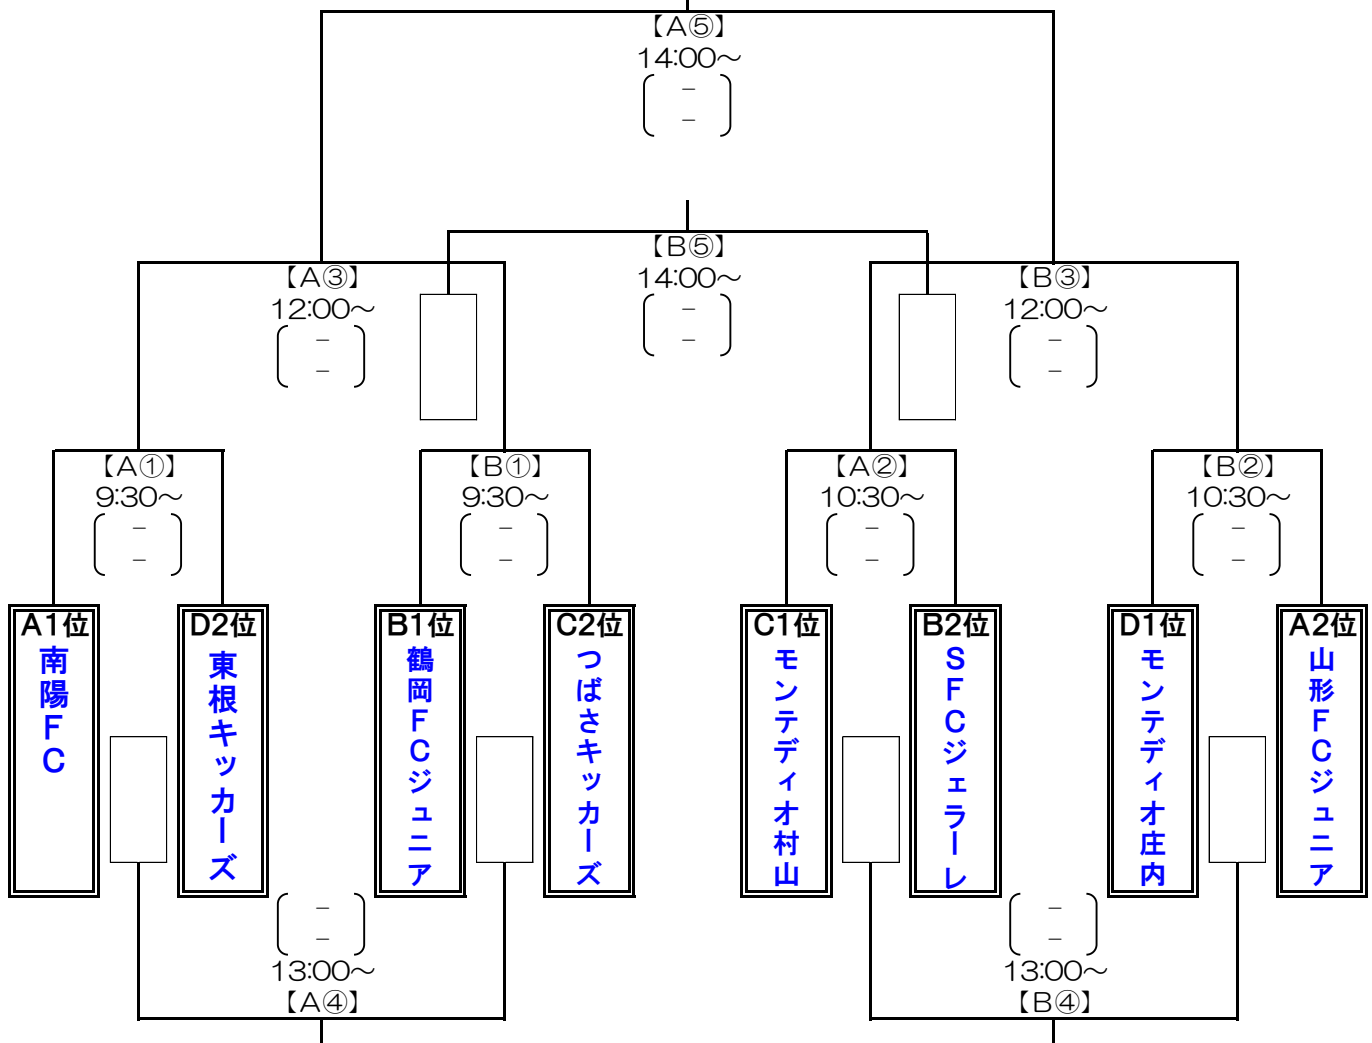 【A⑤】
14:00～
-
-
【B⑤】
14:00～
-
-
【A③】
12:00～
-
-
【B③】
12:00～
-
-
【A①】
9:30～
-
-
【B①】
9:30～
-
-
【A②】
10:30～
-
-
【B②】
10:30～
-
-
A1位
南陽FC
D2位
東根キッカーズ
B1位
鶴岡FCジュニア
C2位
つばさキッカーズ
C1位
モンテディオ村山
B2位
SFCジェラーレ
D1位
モンテディオ庄内
A2位
山形FCジュニア
-
-
13:00～
【A④】
-
-
13:00～
【B④】